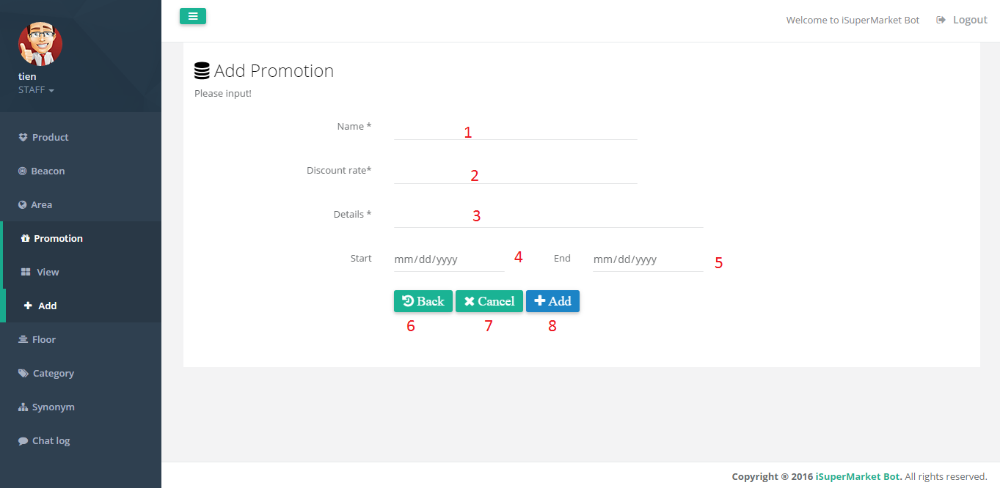 Welcome to iSuperMarket Bot Logout
tien
STAFF
Product
Beacon
Area
Promotion
View
Add
Floor
Category
Synonym
Chat log
Add Promotion
Please input!
Name * 1
Discount rate* 2
Details * 3
Start mm/dd/yyyy 4 End mm/dd/yyyy 5
Back Cancel Add
6 7 8
Copyright ® 2016 iSuperMarket Bot. All rights reserved.